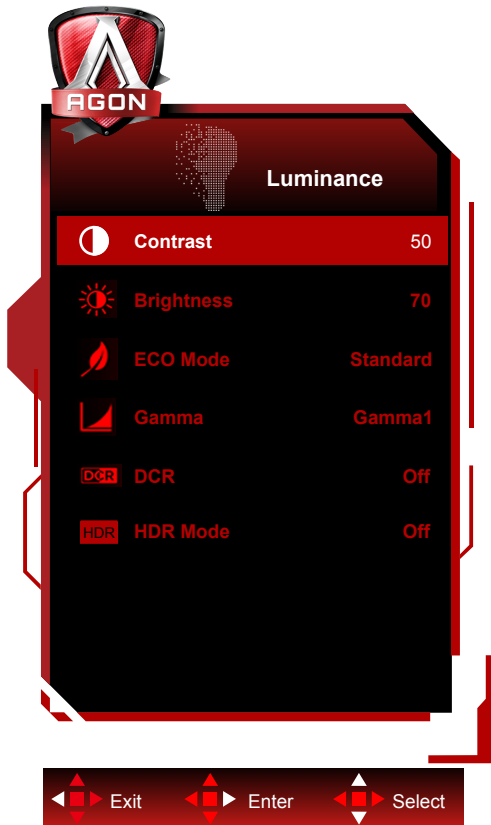 AGON
Luminance
Contrast 50
Brightness 70
ECO Mode Standard
Gamma Gamma1
DCR DCR Off
HDR HDR Mode Off
Exit Enter Select